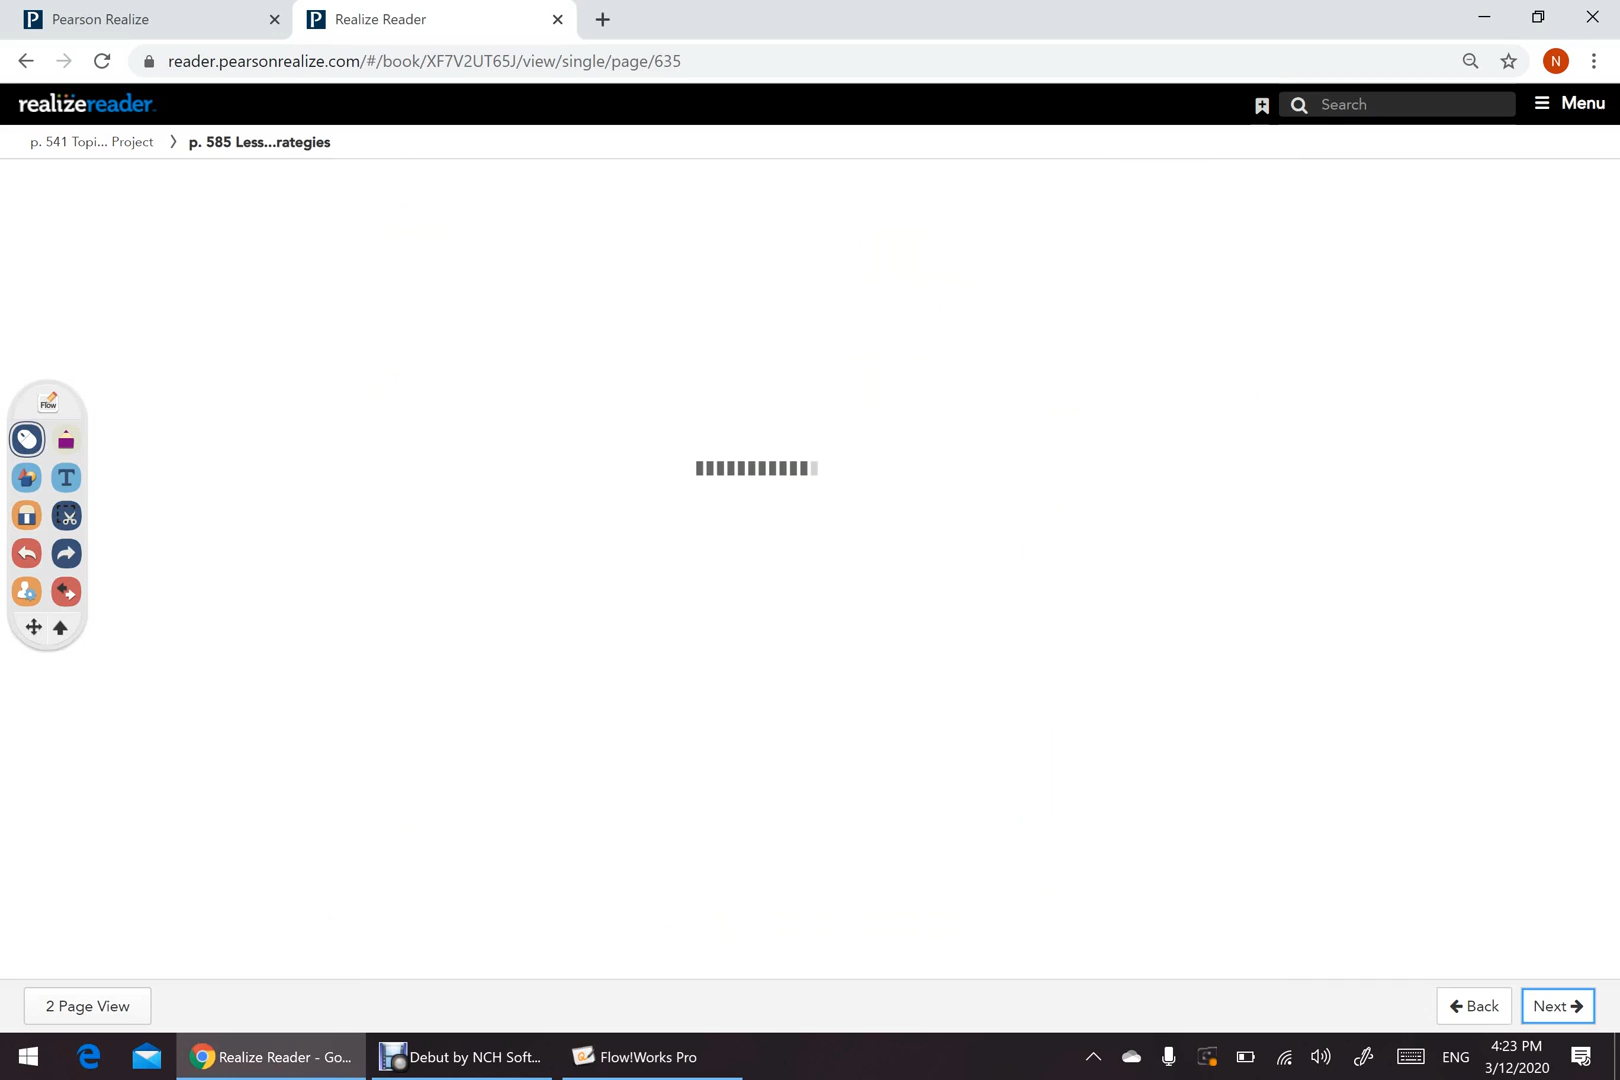 Pearson Realize
Realize Reader
reader.pearsonrealize.com/#/book/XF7V2UT65J/view/single/page/635
N
realizereader.
Search
Menu
p. 541 Topi... Project
p. 585 Less...rategies
Flow
T
2 Page View
Back
Next
Realize Reader - Go...
Debut by NCH Soft...
Flow!Works Pro
ENG
4:23 PM
3/12/2020